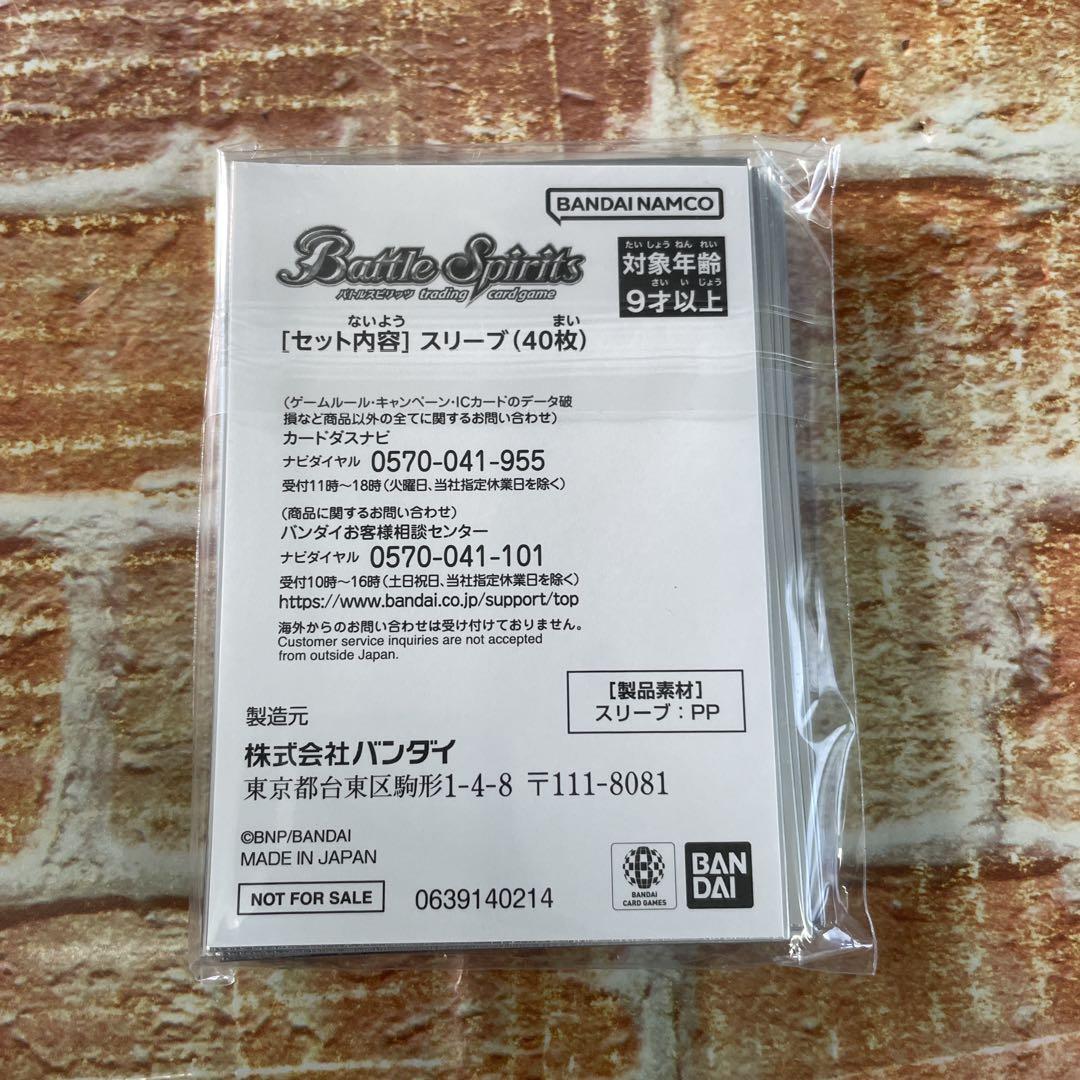 BANDAI NAMCO
Battle Spirits
バトルスピリッツ trading card game
たいしょうねんれい
対象年齢
さいいじょう
9才以上
ないよう まい
[セット内容] スリーブ(40枚)
(ゲームルール・キャンペーン・ICカードのデータ破
損など商品以外の全てに関するお問い合わせ)
カードダスナビ
ナビダイヤル 0570-041-955
受付11時~18時(火曜日、当社指定休業日を除く)
(商品に関するお問い合わせ)
バンダイお客様相談センター
ナビダイヤル 0570-041-101
受付10時~16時(土日祝日、当社指定休業日を除く)
https://www.bandai.co.jp/support/top
海外からのお問い合わせは受け付けておりません。
Customer service inquiries are not accepted
from outside Japan.
[製品素材]
スリーブ:PP
製造元
株式会社バンダイ
東京都台東区駒形1-4-8 〒111-8081
©BNP/BANDAI
MADE IN JAPAN
NOT FOR SALE
0639140214
BANDAI
CARD GAMES
BAN
DAI